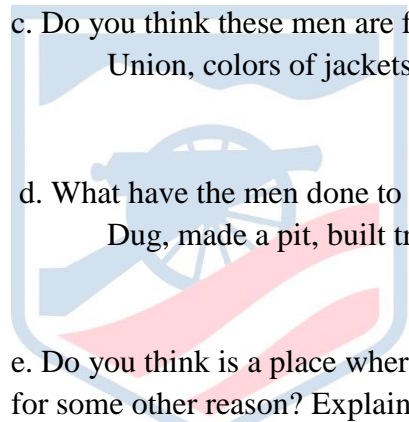 c. Do you think these men are f
Union, colors of jackets
d. What have the men done to
Dug, made a pit, built tr
e. Do you think is a place wher
for some other reason? Explain